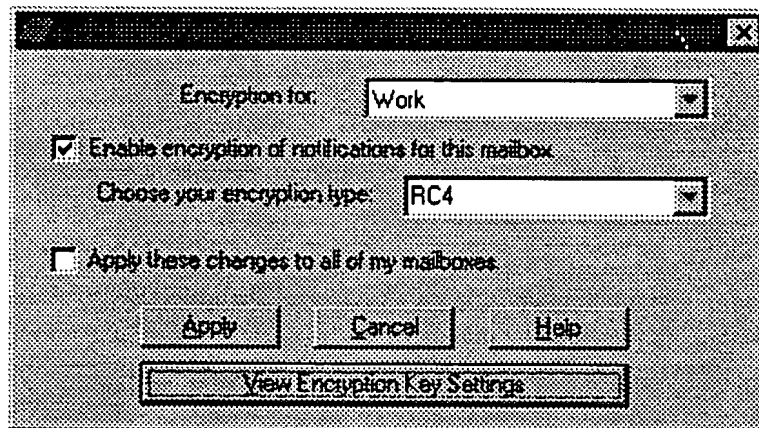 Encryption for: Work
Enable encryption of notifications for this mailbox.
Choose your encryption type: RC4
Apply these changes to all of my mailboxes.
Apply Cancel Help
View Encryption Key Settings